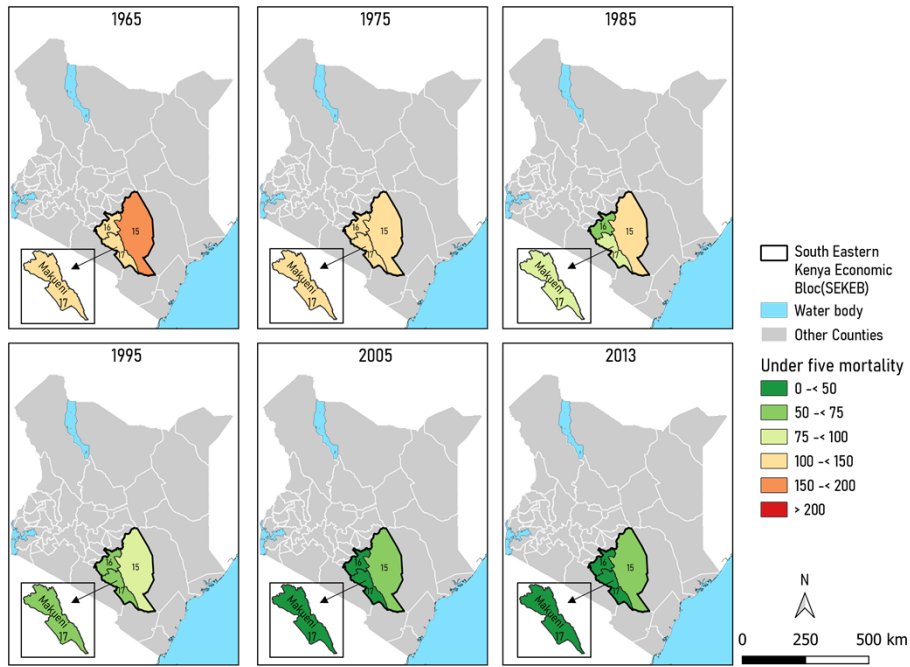 1965
1975
1985
16
15
17
Makueni
17
16
15
17
Makueni
17
16
15
17
Makueni
17
1995
2005
2013
16
15
17
Makueni
17
16
15
17
Makueni
17
16
15
17
Makueni
17
South Eastern
Kenya Economic
Bloc(SEKEB)
Water body
Other Counties
Under five mortality
0 -< 50
50 -< 75
75 -< 100
100 -< 150
150 -< 200
> 200
N
0 250 500 km